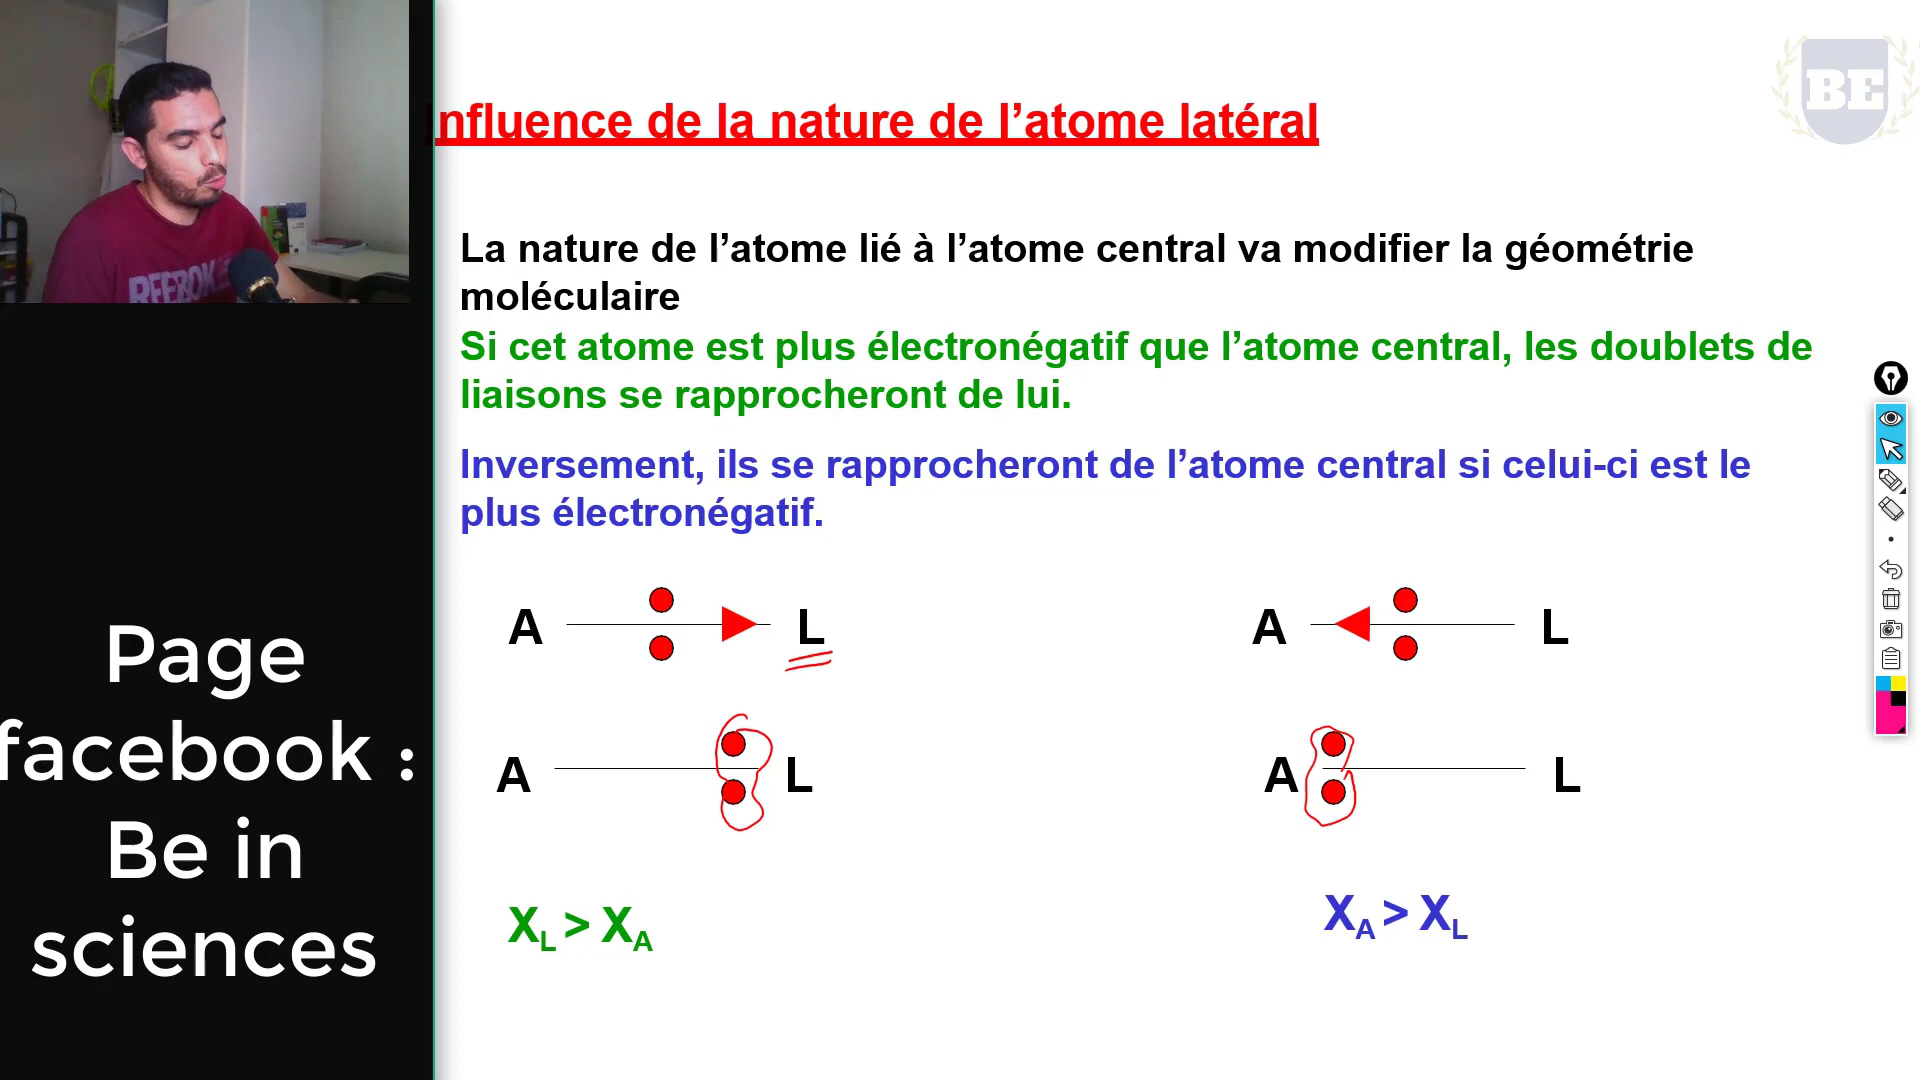 BE
Influence de la nature de l’atome latéral
La nature de l’atome lié à l’atome central va modifier la géométrie
moléculaire
Si cet atome est plus électronégatif que l’atome central, les doublets de
liaisons se rapprocheront de lui.
Inversement, ils se rapprocheront de l’atome central si celui-ci est le
plus électronégatif.
A L
A L
A L
A L
XL > XA
XA > XL
REEBOK
Page
facebook :
Be in
sciences